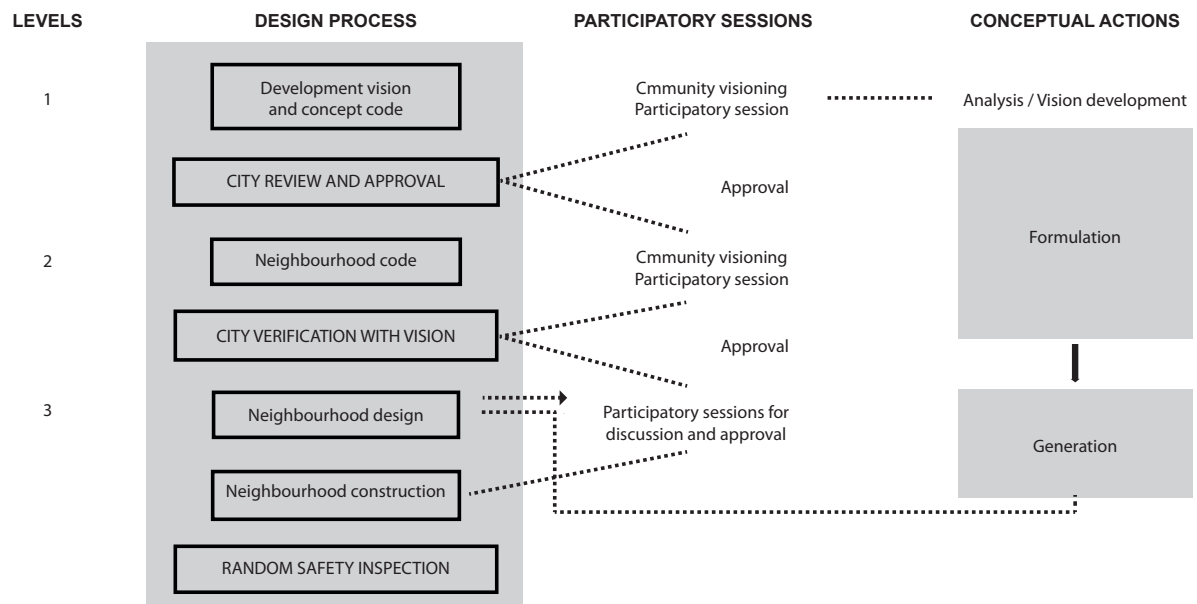 LEVELS
DESIGN PROCESS
PARTICIPATORY SESSIONS
CONCEPTUAL ACTIONS
1
Development vision
and concept code
Cmmunity visioning
Participatory session
Analysis / Vision development
CITY REVIEW AND APPROVAL
Approval
Formulation
2
Neighbourhood code
Cmmunity visioning
Participatory session
CITY VERIFICATION WITH VISION
Approval
3
Neighbourhood design
Participatory sessions for
discussion and approval
Generation
Neighbourhood construction
RANDOM SAFETY INSPECTION